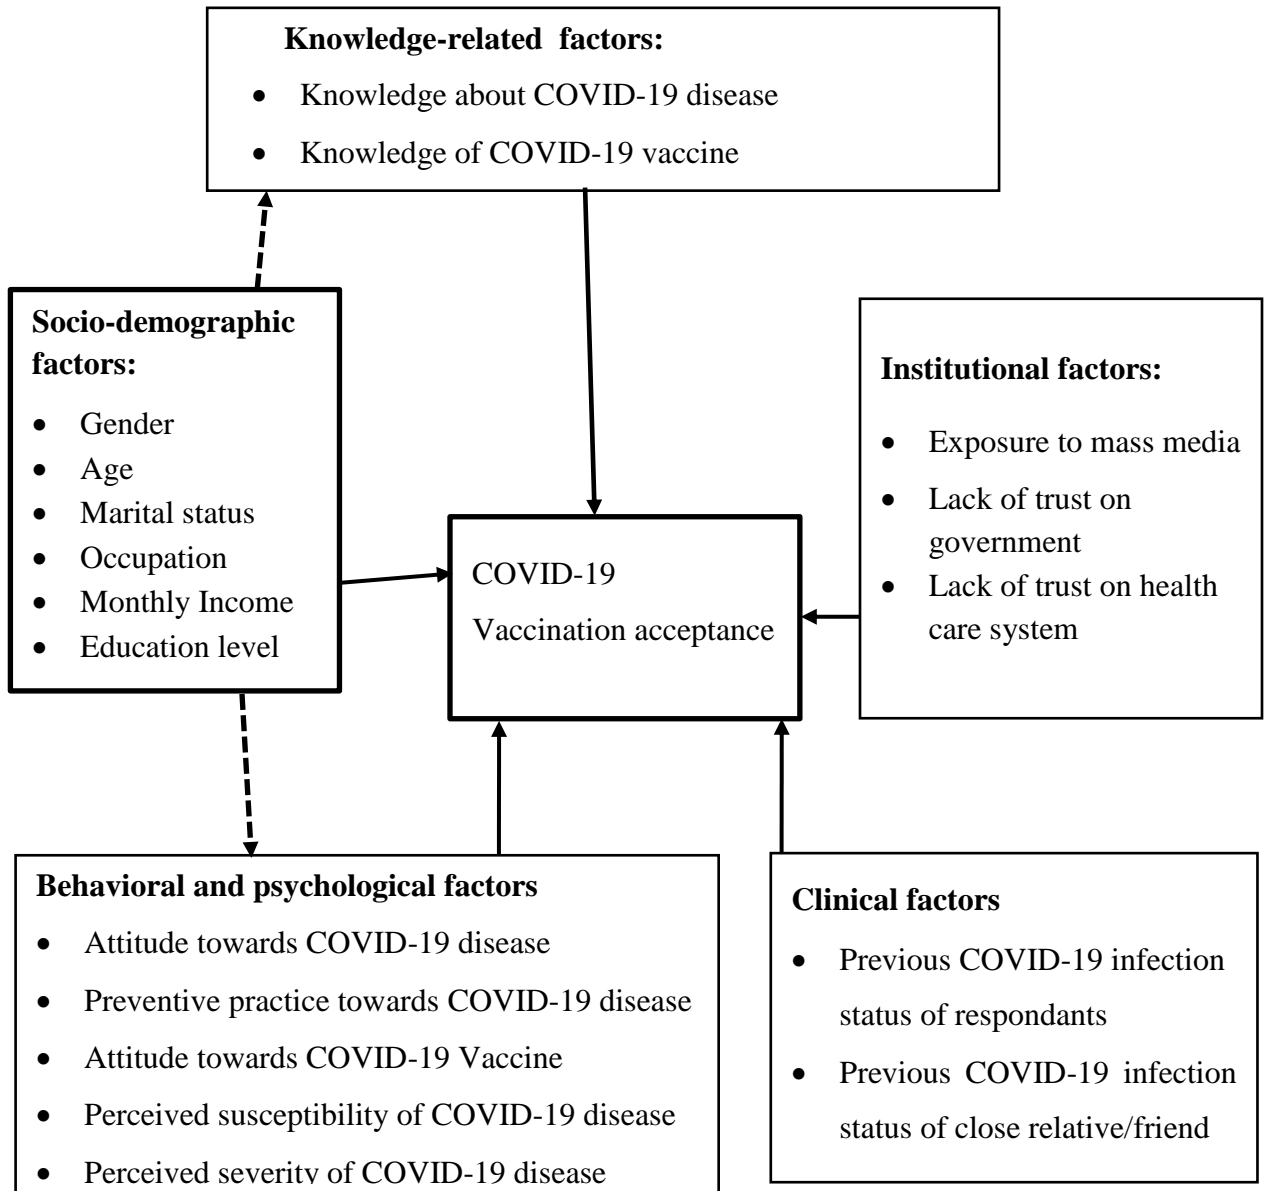 Knowledge-related factors:
• Knowledge about COVID-19 disease
• Knowledge of COVID-19 vaccine
Socio-demographic
factors:
• Gender
• Age
• Marital status
• Occupation
• Monthly Income
• Education level
COVID-19
Vaccination acceptance
Institutional factors:
• Exposure to mass media
• Lack of trust on
government
• Lack of trust on health
care system
Behavioral and psychological factors
• Attitude towards COVID-19 disease
• Preventive practice towards COVID-19 disease
• Attitude towards COVID-19 Vaccine
• Perceived susceptibility of COVID-19 disease
• Perceived severity of COVID-19 disease
Clinical factors
• Previous COVID-19 infection
status of respondants
• Previous COVID-19 infection
status of close relative/friend